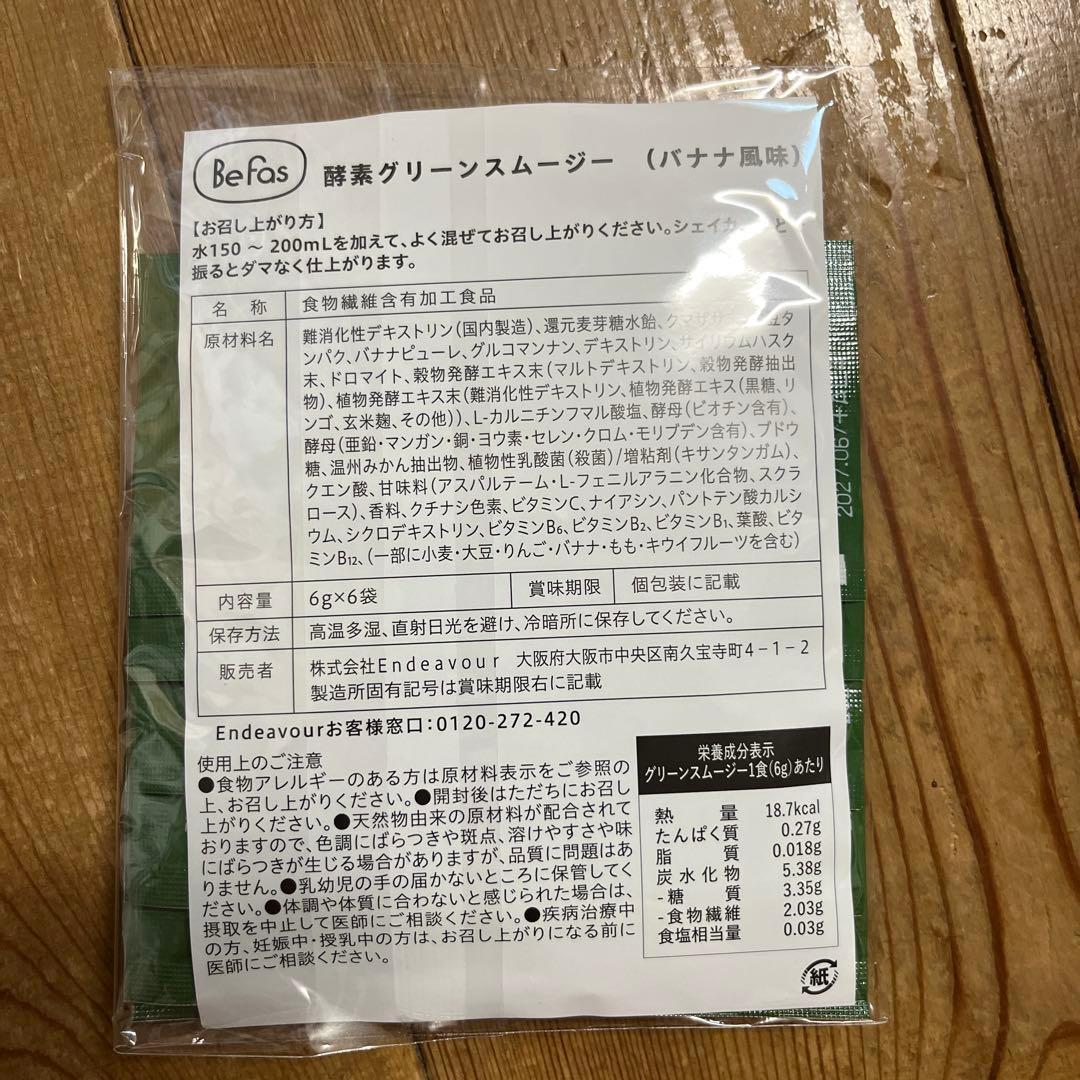 BeFas 酵素グリーンスムージー (バナナ風味)
【お召し上がり方】
水150 ~ 200mLを加えて、よく混ぜてお召し上がりください。シェイカ と
振るとダマなく仕上がります。
名 称 食物繊維含有加工食品
原材料名 難消化性デキストリン(国内製造)、還元麦芽糖水飴、クマザサ 豆タ
ンパク、バナナピューレ、グルコマンナン、デキストリン、サイリウムハスク
末、ドロマイト、穀物発酵エキス末(マルトデキストリン、穀物発酵抽出
物)、植物発酵エキス末(難消化性デキストリン、植物発酵エキス(黒糖、リ
ンゴ、玄米麹、その他))、L-カルニチンフマル酸塩、酵母(ビオチン含有)、
酵母(亜鉛・マンガン・銅・ヨウ素・セレン・クロム・モリブデン含有)、ブドウ
糖、温州みかん抽出物、植物性乳酸菌(殺菌)/増粘剤(キサンタンガム)、
クエン酸、甘味料(アスパルテーム・L-フェニルアラニン化合物、スクラ
ロース)、香料、クチナシ色素、ビタミンC、ナイアシン、パントテン酸カルシ
ウム、シクロデキストリン、ビタミンB6、ビタミンB2、ビタミンB1、葉酸、ビタ
ミンB12、(一部に小麦・大豆・りんご・バナナ・もも・キウイフルーツを含む)
内容量 6g×6袋 賞味期限 個包装に記載
保存方法 高温多湿、直射日光を避け、冷暗所に保存してください。
販売者 株式会社Endeavour 大阪府大阪市中央区南久宝寺町4-1-2
製造所固有記号は賞味期限右に記載
Endeavourお客様窓口:0120-272-420
使用上のご注意
●食物アレルギーのある方は原材料表示をご参照の
上、お召し上がりください。●開封後はただちにお召し
上がりください。●天然物由来の原材料が配合されて
おりますので、色調にばらつきや斑点、溶けやすさや味
にばらつきが生じる場合がありますが、品質に問題はあ
りません。●乳幼児の手の届かないところに保管してく
ださい。●体調や体質に合わないと感じられた場合は、
摂取を中止して医師にご相談ください。●疾病治療中
の方、妊娠中・授乳中の方は、お召し上がりになる前に
医師にご相談ください。
栄養成分表示
グリーンスムージー1食(6g)あたり
熱 量 18.7kcal
たんぱく質 0.27g
脂 質 0.018g
炭水化物 5.38g
-糖 質 3.35g
-食物繊維 2.03g
食塩相当量 0.03g
紙
2027.06/